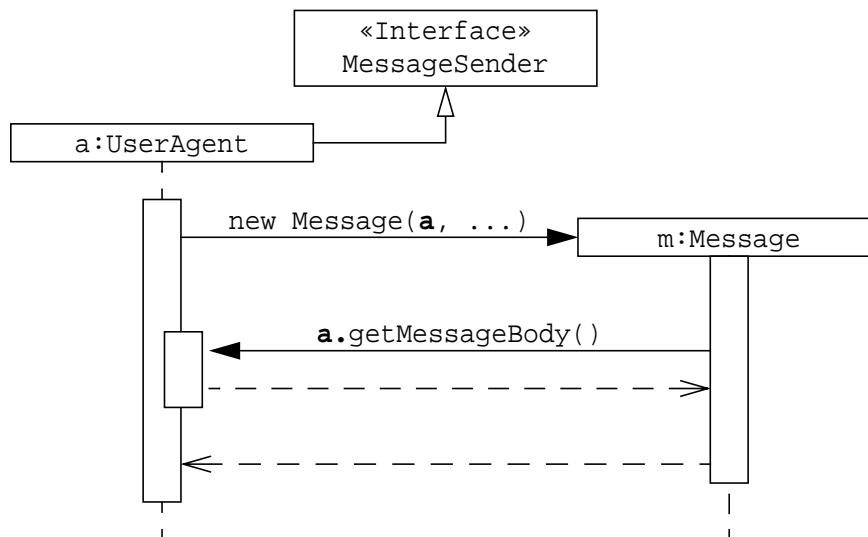 «Interface»
MessageSender
a:UserAgent
new Message(a, ...)
m:Message
a.getMessageBody()